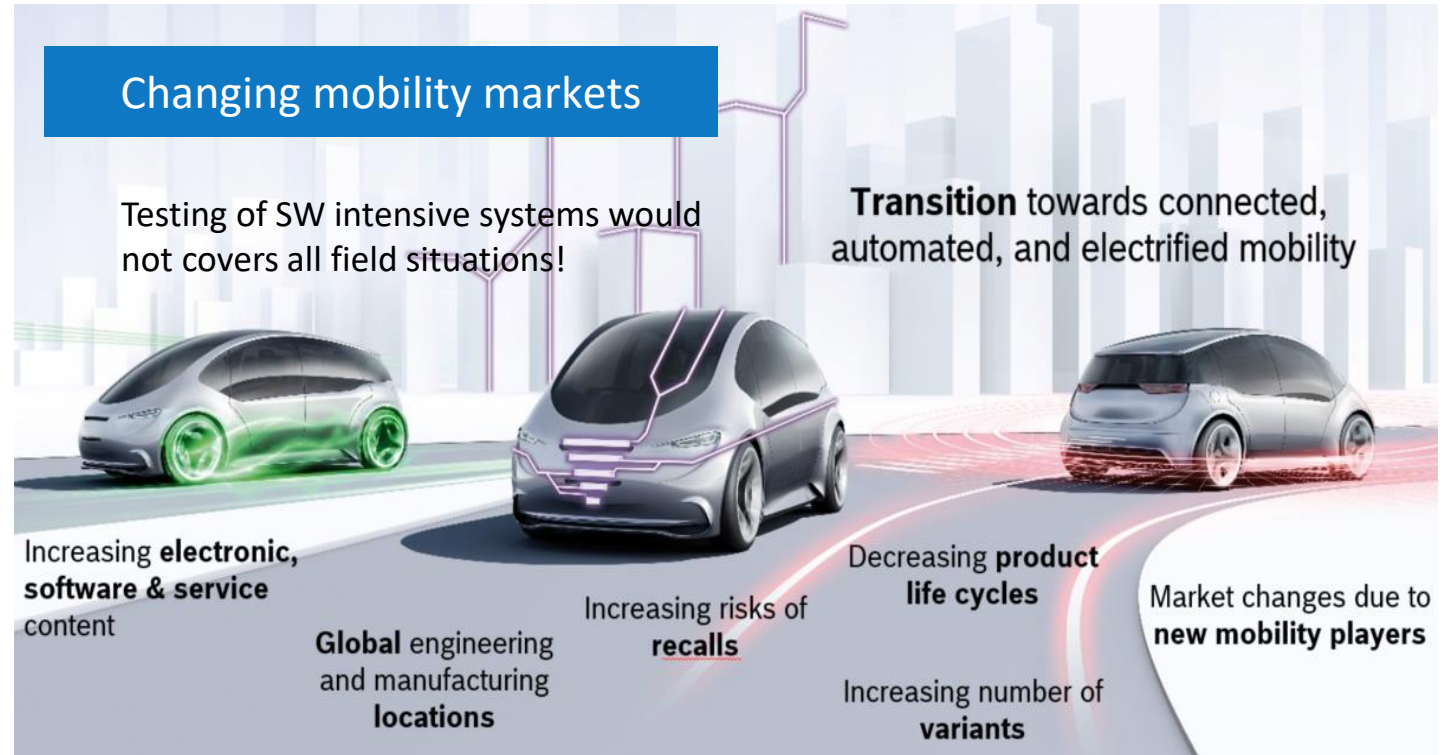 Changing mobility markets
Testing of SW intensive systems would
not covers all field situations!
Transition towards connected,
automated, and electrified mobility
Increasing electronic,
software & service
content
Global engineering
and manufacturing
locations
Increasing risks of
recalls
Decreasing product
life cycles
Increasing number of
variants
Market changes due to
new mobility players